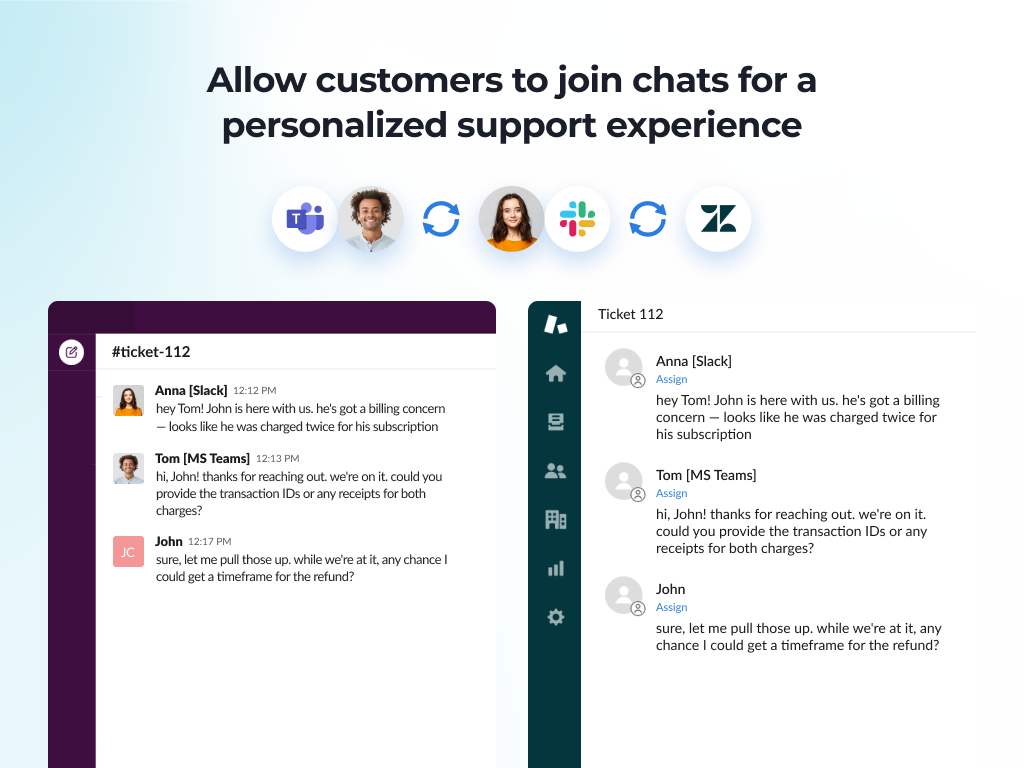 Allow customers to join chats for a
personalized support experience
T
#ticket-112
Anna [Slack] 12:12 PM
hey Tom! John is here with us. he's got a billing concern
— looks like he was charged twice for his subscription
Tom [MS Teams] 12:13 PM
hi, John! thanks for reaching out. we're on it. could you
provide the transaction IDs or any receipts for both
charges?
JC
John 12:17 PM
sure, let me pull those up. while we're at it, any chance I
could get a timeframe for the refund?
Ticket 112
Anna [Slack]
Assign
hey Tom! John is here with us. he's got a billing
concern — looks like he was charged twice for
his subscription
Tom [MS Teams]
Assign
hi, John! thanks for reaching out. we're on it.
could you provide the transaction IDs or any
receipts for both charges?
John
Assign
sure, let me pull those up. while we're at it, any
chance I could get a timeframe for the refund?